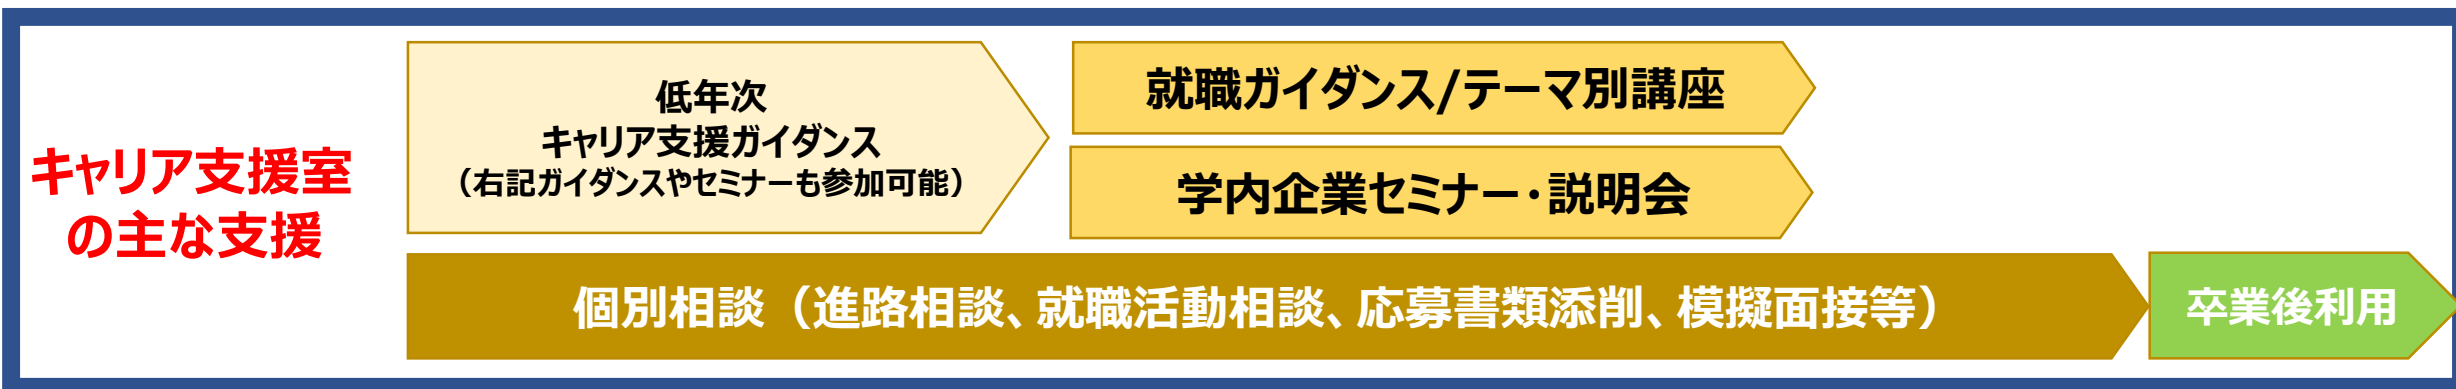 キャリア支援室
の主な支援
低年次
キャリア支援ガイダンス
（右記ガイダンスやセミナーも参加可能）
就職ガイダンス/テーマ別講座
学内企業セミナー・説明会
個別相談（進路相談、就職活動相談、応募書類添削、模擬面接等）
卒業後利用